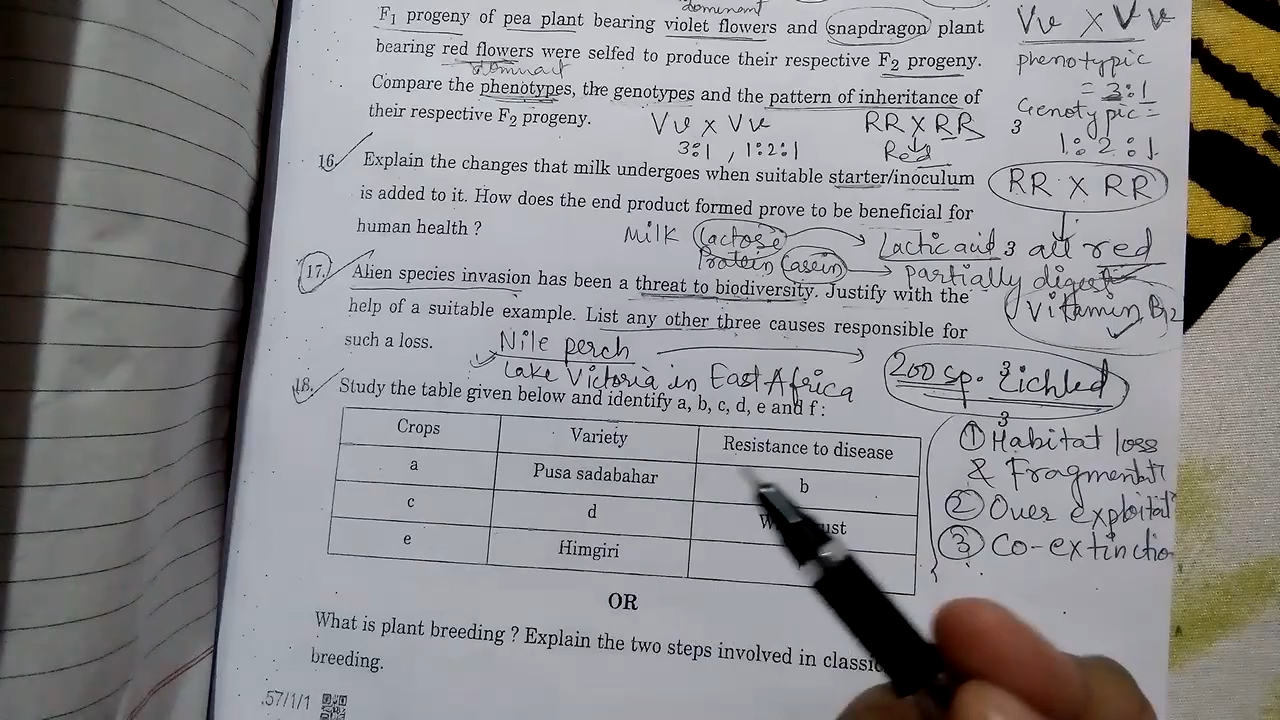 dominant
F1 progeny of pea plant bearing violet flowers and snapdragon plant
bearing red flowers were selfed to produce their respective F2 progeny.
dominant
Compare the phenotypes, the genotypes and the pattern of inheritance of
their respective F2 progeny.
3
Vv x Vv
3:1 , 1:2:1
RR X RR
Red
Vv X Vv
phenotypic
= 3:1
Genotypic =
1:2:1
RR X RR
all red
16. Explain the changes that milk undergoes when suitable starter/inoculum
is added to it. How does the end product formed prove to be beneficial for
human health ?
3
Milk Lactose Lactic acid
Protein Casein partially digest
Vitamin B12
17. Alien species invasion has been a threat to biodiversity. Justify with the
help of a suitable example. List any other three causes responsible for
such a loss.
3
Nile perch
Lake Victoria in East Africa
200 sp. Cichled
① Habitat loss
& Fragmentati
② Over exploitati
③ Co-extinctio
18. Study the table given below and identify a, b, c, d, e and f :
3
Crops Variety Resistance to disease
a Pusa sadabahar b
c d
e Himgiri
OR
What is plant breeding ? Explain the two steps involved in
breeding.
.57/1/1